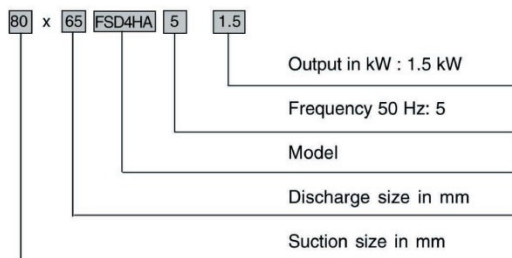 80 x 65 FSD4HA 5 1.5
Output in kW : 1.5 kW
Frequency 50 Hz: 5
Model
Discharge size in mm
Suction size in mm